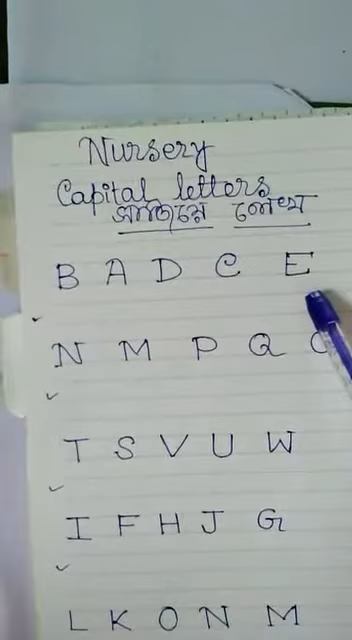 Nursery
Capital letters
সাজিয়ে লেখো
B A D C E
N M P Q O
T S V U W
I F H J G
L K O N M